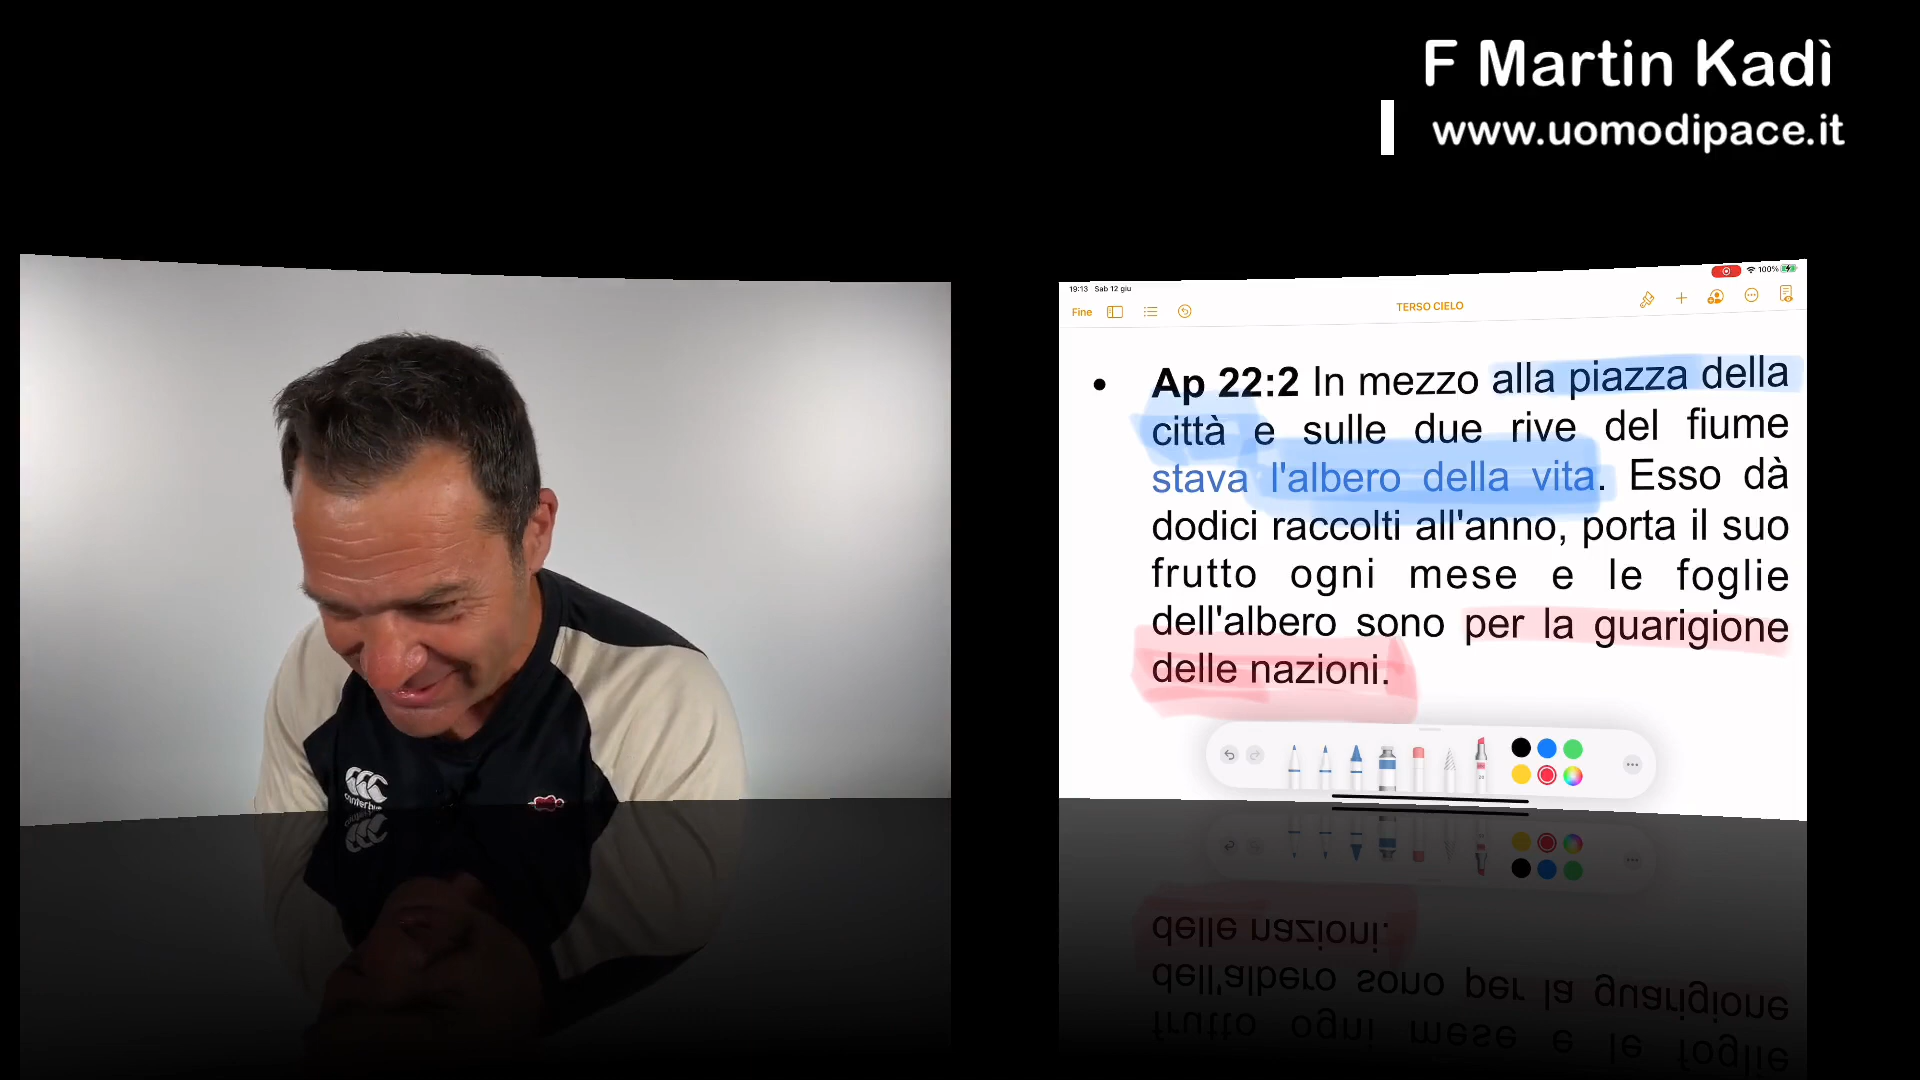 F Martin Kadì
www.uomodipace.it
19:13 Sab 12 giu
100%
Fine
TERSO CIELO
• Ap 22:2 In mezzo alla piazza della
città e sulle due rive del fiume
stava l'albero della vita. Esso dà
dodici raccolti all'anno, porta il suo
frutto ogni mese e le foglie
dell'albero sono per la guarigione
delle nazioni.